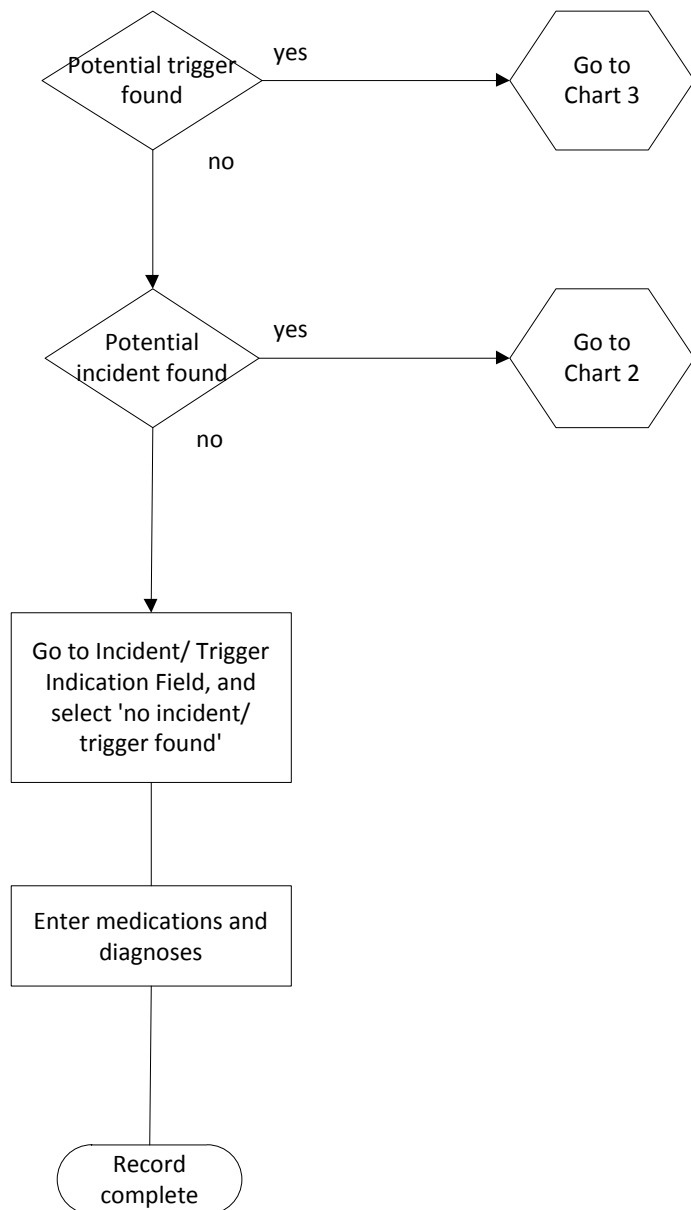 Potential trigger
found
yes
Go to
Chart 3
no
Potential
incident found
yes
Go to
Chart 2
no
Go to Incident/ Trigger
Indication Field, and
select 'no incident/
trigger found'
Enter medications and
diagnoses
Record
complete